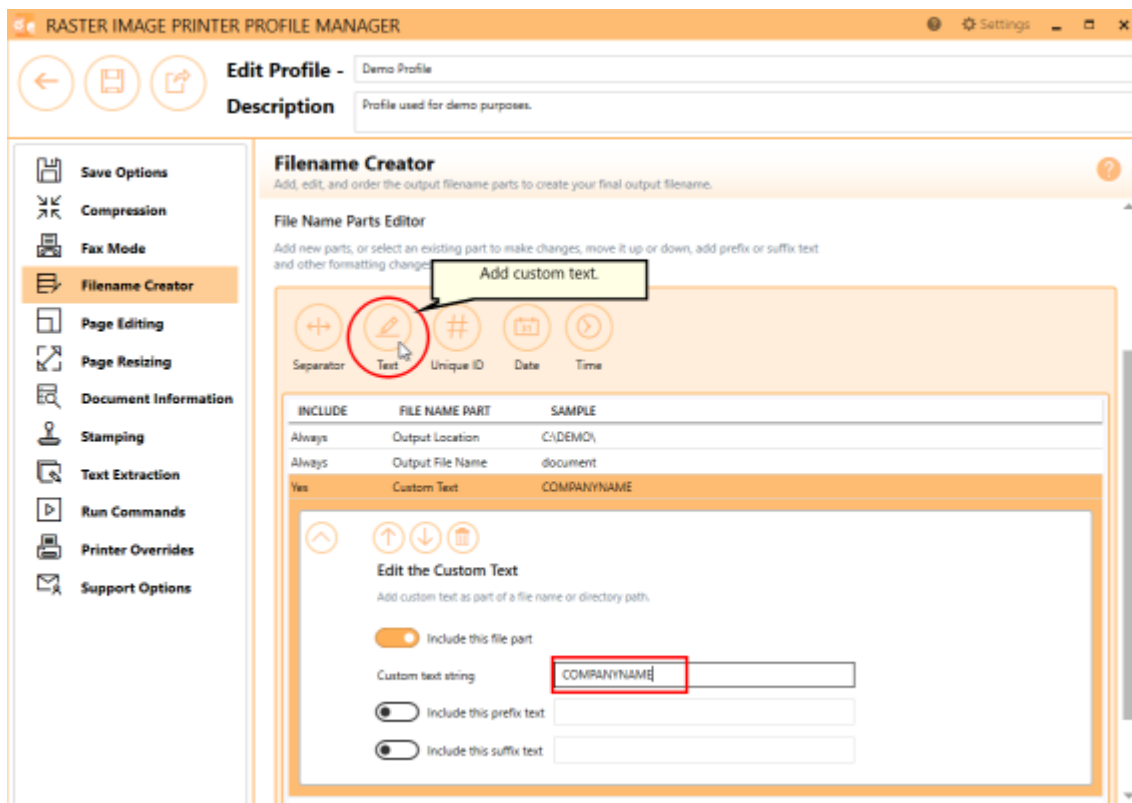 RASTER IMAGE PRINTER PROFILE MANAGER
Settings
Edit Profile -
Demo Profile
Description
Profile used for demo purposes.
Save Options
Compression
Fax Mode
Filename Creator
Page Editing
Page Resizing
Document Information
Stamping
Text Extraction
Run Commands
Printer Overrides
Support Options
Filename Creator
Add, edit, and order the output filename parts to create your final output filename.
File Name Parts Editor
Add new parts, or select an existing part to make changes, move it up or down, add prefix or suffix text
and other formatting changes
Add custom text.
Separator
Text
Unique ID
Date
Time
INCLUDE FILE NAME PART SAMPLE
Always Output Location C:\DEMO\
Always Output File Name document
Yes Custom Text COMPANYNAME
Edit the Custom Text
Add custom text as part of a file name or directory path.
Include this file part
Custom text string COMPANYNAME
Include this prefix text
Include this suffix text